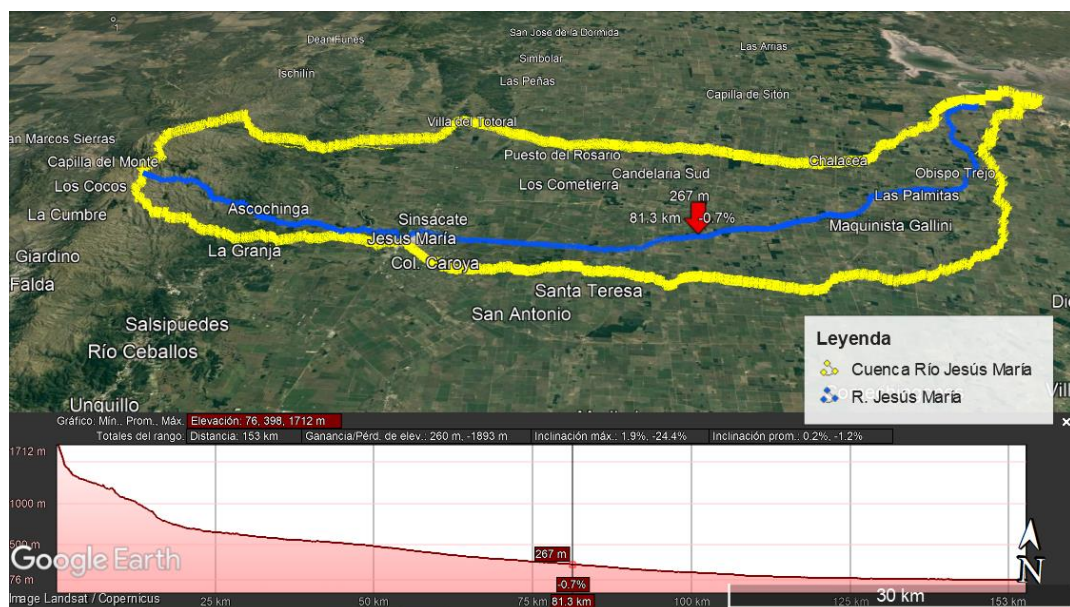 San José de la Dormida
Dean Funes
Las Arrias
Simbolar
Ischilín
Las Peñas
Capilla de Sitón
Villa del Totoral
an Marcos Sierras
Puesto del Rosario
Chalacea
Capilla del Monte
Candelaria Sud
Obispo Trejo
Los Cocos
Los Cometierra
267 m
Las Palmitas
Ascochinga
La Cumbre
Sinsacate
81.3 km
-0.7%
Maquinista Gallini
Jesús María
La Granja
Giardino
Col. Caroya
Falda
Santa Teresa
San Antonio
Salsipuedes
Río Ceballos
Unquillo
Leyenda
Cuenca Río Jesús María
R. Jesús María
Gráfico: Mín., Prom., Máx. Elevación: 76, 398, 1712 m
Totales del rango: Distancia: 153 km Ganancia/Pérd. de elev.: 260 m, -1893 m Inclinación máx.: 1.9%, -24.4% Inclinación prom.: 0.2%, -1.2%
1712 m
1000 m
500 m
267 m
76 m
-0.7%
Google Earth
N
Image Landsat / Copernicus
25 km 50 km 75 km 81.3 km 100 km 125 km 153 km
30 km